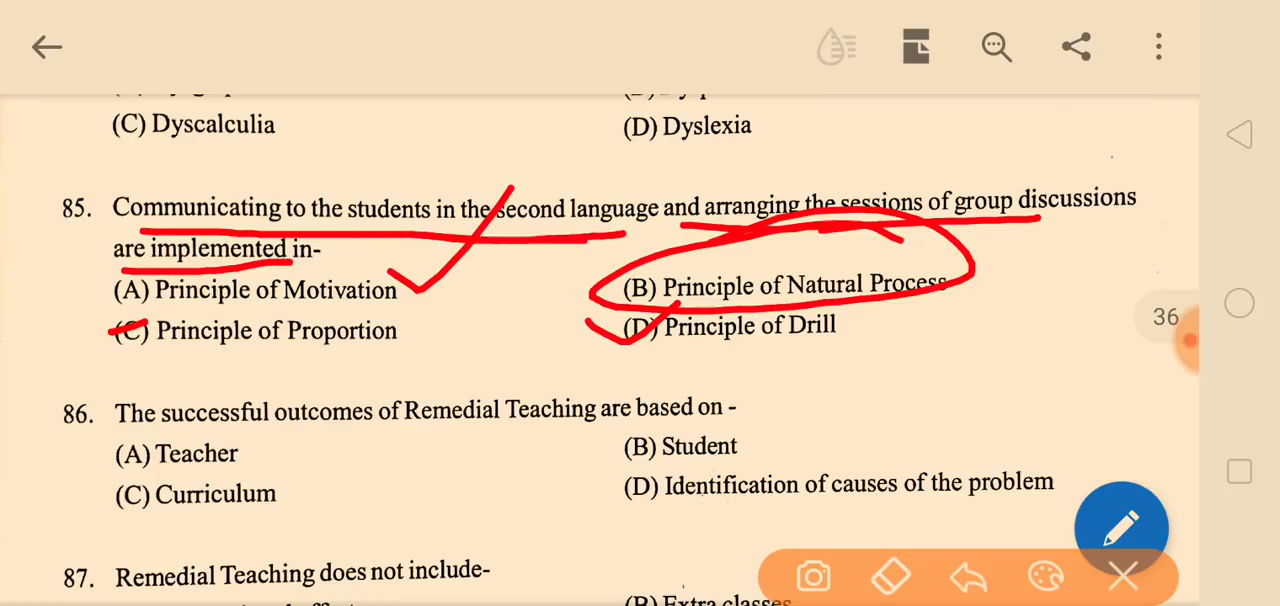 (C) Dyscalculia
(D) Dyslexia
85. Communicating to the students in the second language and arranging the sessions of group discussions
are implemented in-
(A) Principle of Motivation
(B) Principle of Natural Process
(C) Principle of Proportion
(D) Principle of Drill
36
86. The successful outcomes of Remedial Teaching are based on -
(A) Teacher
(B) Student
(C) Curriculum
(D) Identification of causes of the problem
87. Remedial Teaching does not include-
(B) Extra classes